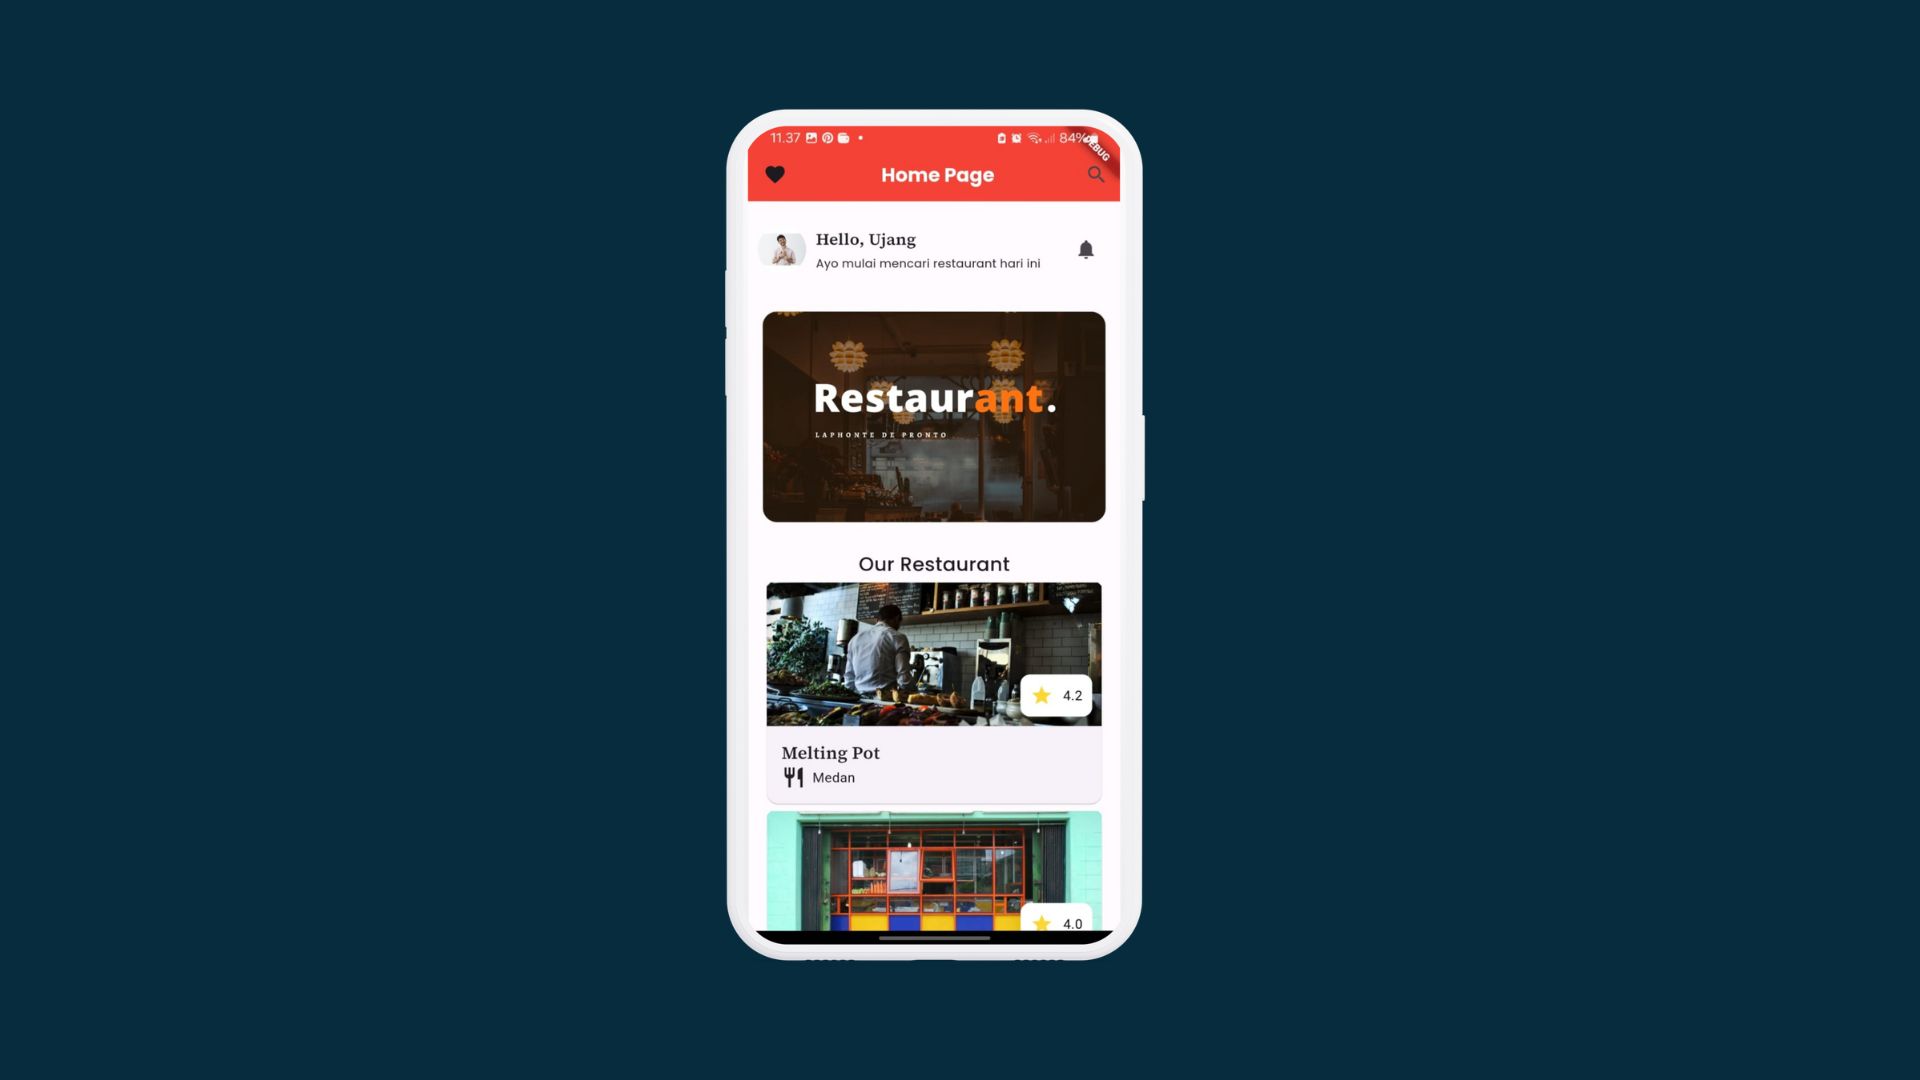 11.37
84%
DEBUG
Home Page
Hello, Ujang
Ayo mulai mencari restaurant hari ini
Restaurant.
LAPHONTE DE PRONTO
Our Restaurant
4.2
Melting Pot
Medan
4.0